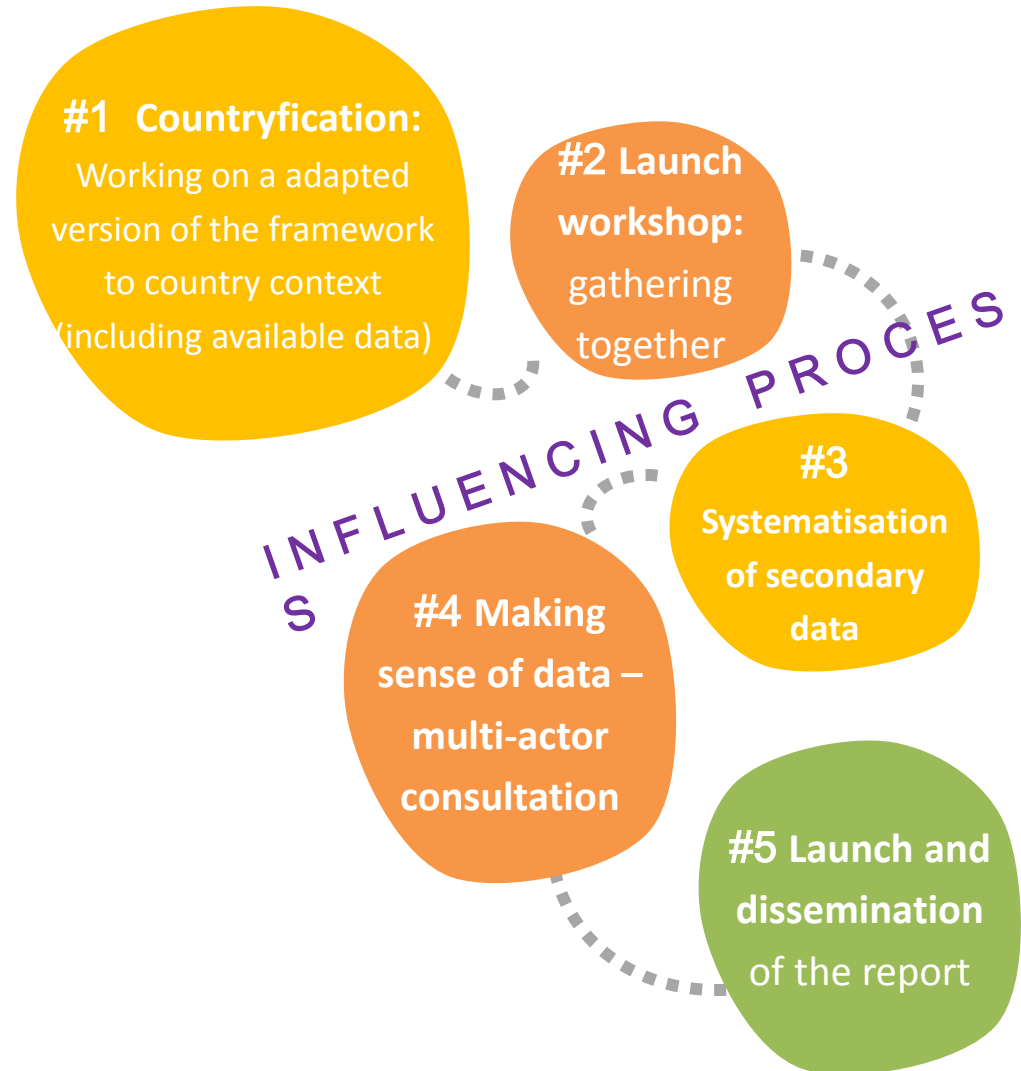 #1 Countryfication:
Working on a adapted
version of the framework
to country context
(including available data)
#2 Launch
workshop:
gathering
together
INFLUENCING PROCES
S
#3
Systematisation
of secondary
data
#4 Making
sense of data –
multi-actor
consultation
#5 Launch and
dissemination
of the report